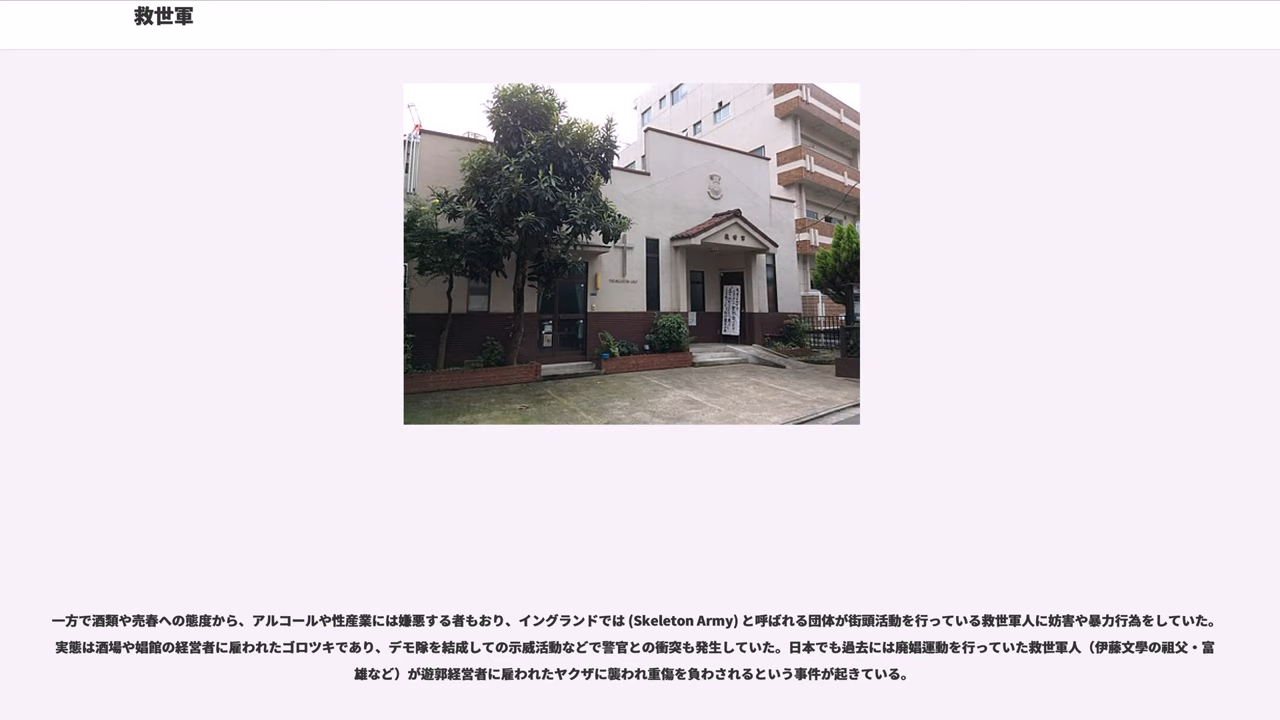 救世軍
救世軍
THE SALVATION ARMY
一方で酒類や売春への態度から、アルコールや性産業には嫌悪する者もおり、イングランドでは (Skeleton Army) と呼ばれる団体が街頭活動を行っている救世軍人に妨害や暴力行為をしていた。
実態は酒場や娼館の経営者に雇われたゴロツキであり、デモ隊を結成しての示威活動などで警官との衝突も発生していた。日本でも過去には廃娼運動を行っていた救世軍人（伊藤文學の祖父・富
雄など）が遊郭経営者に雇われたヤクザに襲われ重傷を負わされるという事件が起きている。